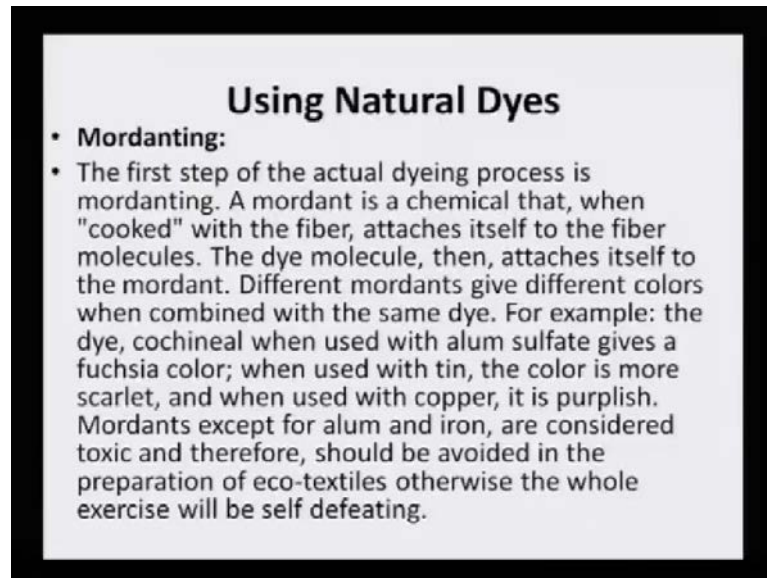 Using Natural Dyes
• Mordanting:
• The first step of the actual dyeing process is
mordanting. A mordant is a chemical that, when
"cooked" with the fiber, attaches itself to the fiber
molecules. The dye molecule, then, attaches itself to
the mordant. Different mordants give different colors
when combined with the same dye. For example: the
dye, cochineal when used with alum sulfate gives a
fuchsia color; when used with tin, the color is more
scarlet, and when used with copper, it is purplish.
Mordants except for alum and iron, are considered
toxic and therefore, should be avoided in the
preparation of eco-textiles otherwise the whole
exercise will be self defeating.